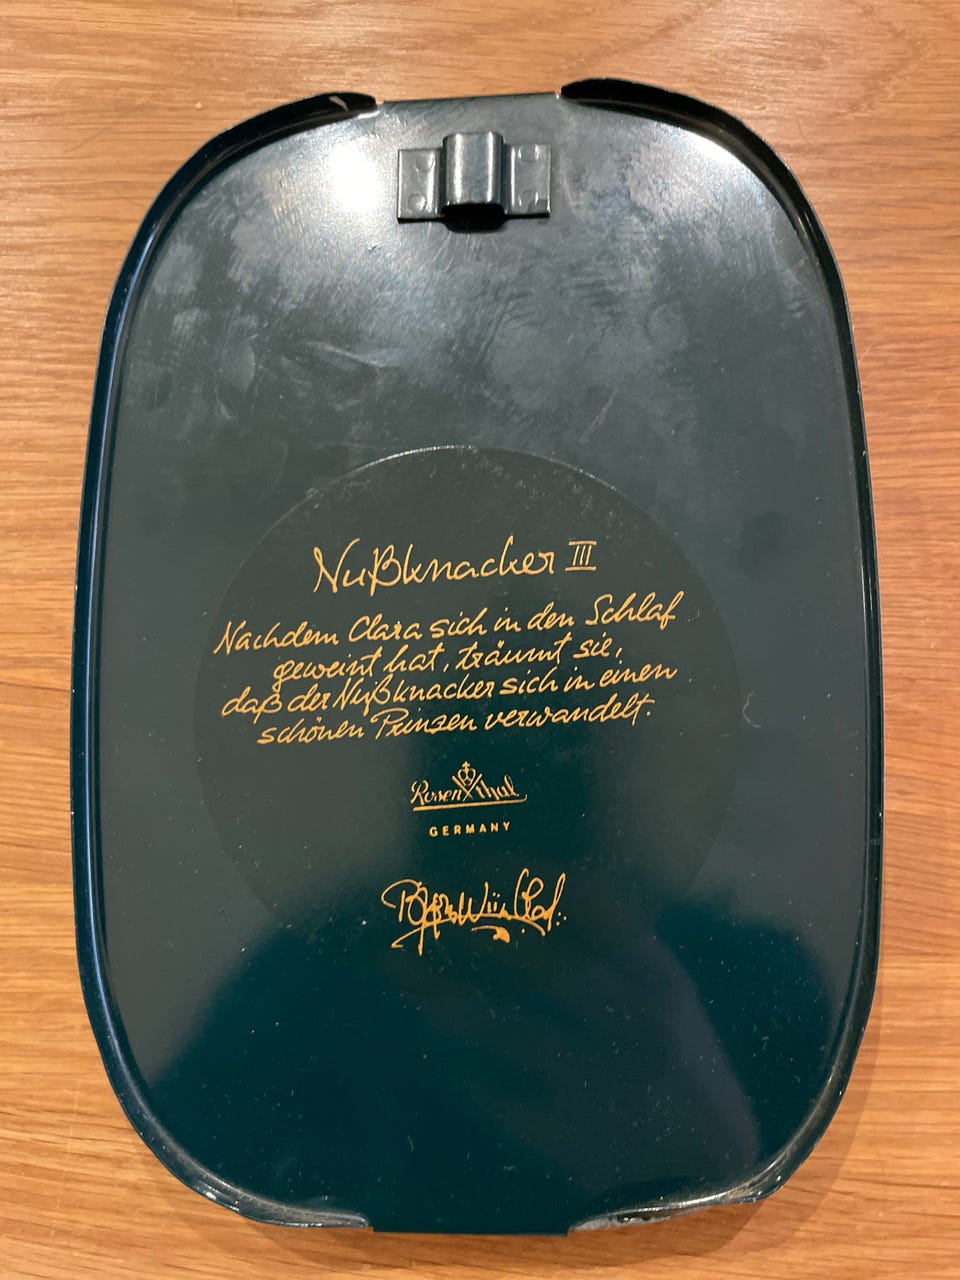 Nußknacker III
Nachdem Clara sich in den Schlaf
geweint hat, träumt sie,
daß der Nußknacker sich in einen
schönen Prinzen verwandelt.
Rosenthal
GERMANY